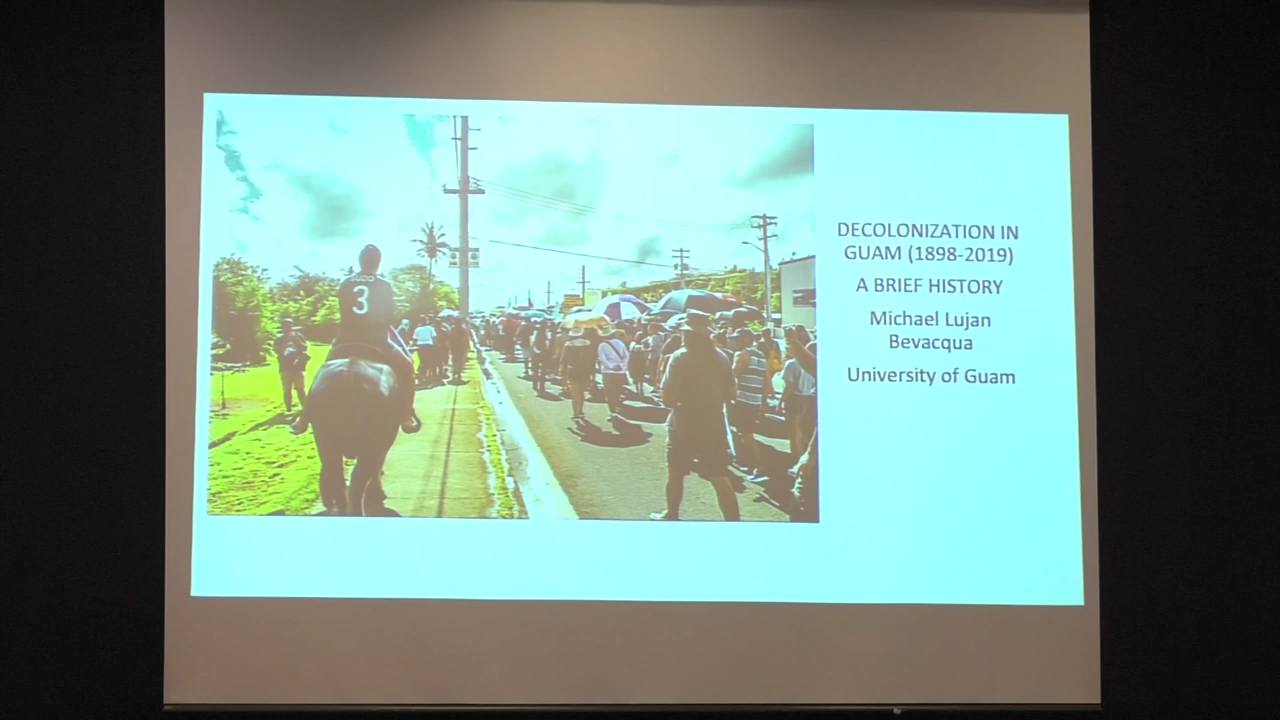 DECOLONIZATION IN
GUAM (1898-2019)
A BRIEF HISTORY
Michael Lujan
Bevacqua
University of Guam
3